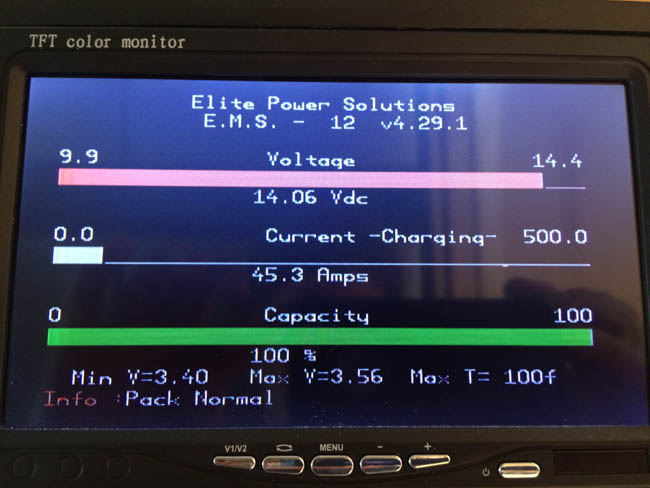 TFT color monitor
Elite Power Solutions
E.M.S. - 12 v4.29.1
9.9 Voltage 14.4
14.06 Vdc
0.0 Current -Charging- 500.0
45.3 Amps
0 Capacity 100
100 %
Min V=3.40 Max V=3.56 Max T= 100f
Info :Pack Normal
V1/V2 MENU - +